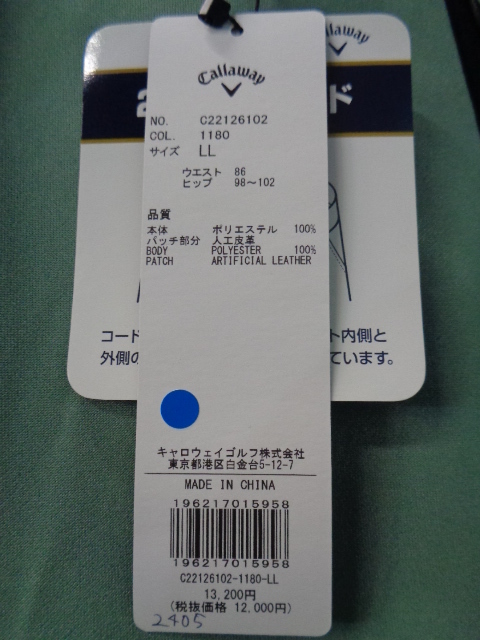 Callaway
NO. C22126102
COL. 1180
サイズ LL
ウエスト 86
ヒップ 98～102
品質
本体 ポリエステル 100%
パッチ部分 人工皮革
BODY POLYESTER 100%
PATCH ARTIFICIAL LEATHER
キャロウェイゴルフ株式会社
東京都港区白金台5-12-7
MADE IN CHINA
196217015958
196217015958
C22126102-1180-LL
13,200円
(税抜価格 12,000円)
2405
llaway
ド
コード
ト内側と
外側の
ています。